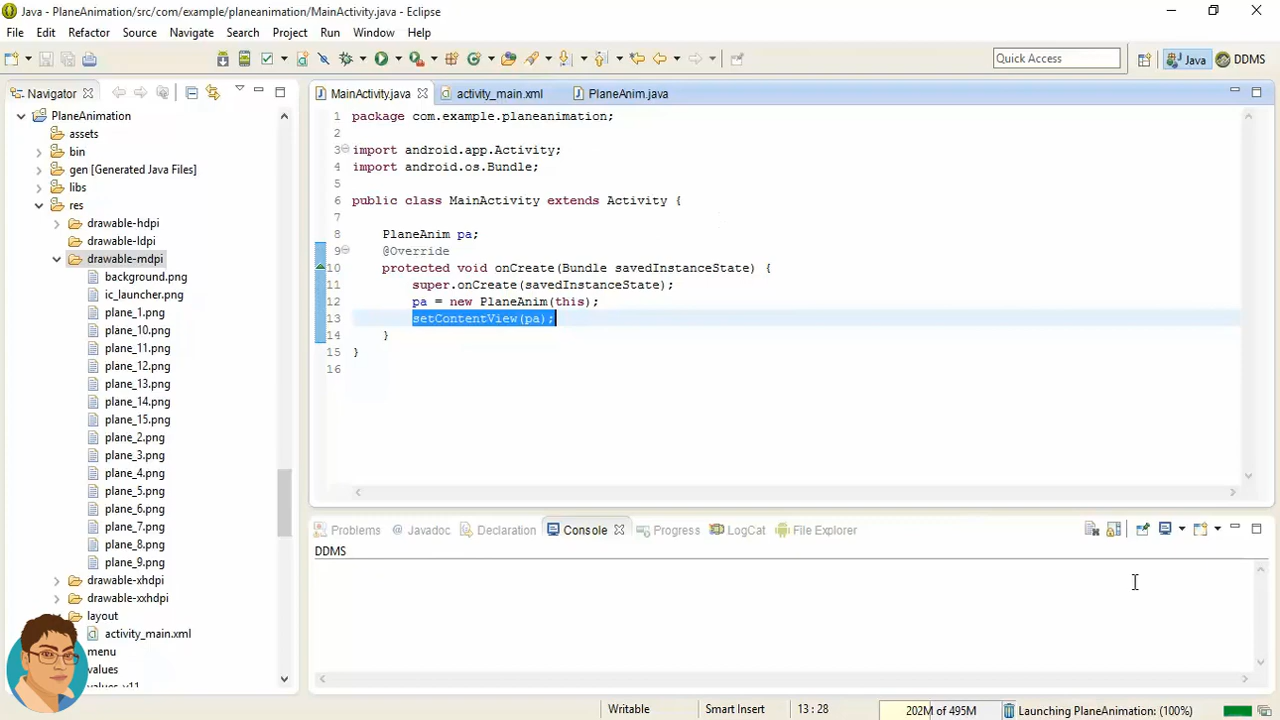 Java - PlaneAnimation/src/com/example/planeanimation/MainActivity.java - Eclipse
File Edit Refactor Source Navigate Search Project Run Window Help
Quick Access Java DDMS
Navigator
PlaneAnimation
assets
bin
gen [Generated Java Files]
libs
res
drawable-hdpi
drawable-ldpi
drawable-mdpi
background.png
ic_launcher.png
plane_1.png
plane_10.png
plane_11.png
plane_12.png
plane_13.png
plane_14.png
plane_15.png
plane_2.png
plane_3.png
plane_4.png
plane_5.png
plane_6.png
plane_7.png
plane_8.png
plane_9.png
drawable-xhdpi
drawable-xxhdpi
layout
activity_main.xml
menu
values
values-v11
MainActivity.java activity_main.xml PlaneAnim.java
1 package com.example.planeanimation;
2
3 import android.app.Activity;
4 import android.os.Bundle;
5
6 public class MainActivity extends Activity {
7
8 PlaneAnim pa;
9 @Override
10 protected void onCreate(Bundle savedInstanceState) {
11 super.onCreate(savedInstanceState);
12 pa = new PlaneAnim(this);
13 setContentView(pa);
14 }
15 }
16
Problems Javadoc Declaration Console Progress LogCat File Explorer
DDMS
Writable Smart Insert 13 : 28 202M of 495M Launching PlaneAnimation: (100%)